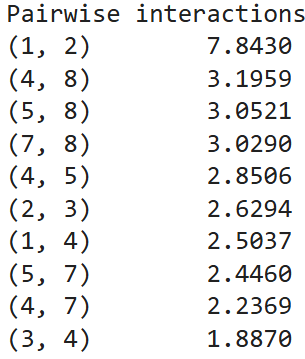 Pairwise interactions
(1, 2) 7.8430
(4, 8) 3.1959
(5, 8) 3.0521
(7, 8) 3.0290
(4, 5) 2.8506
(2, 3) 2.6294
(1, 4) 2.5037
(5, 7) 2.4460
(4, 7) 2.2369
(3, 4) 1.8870